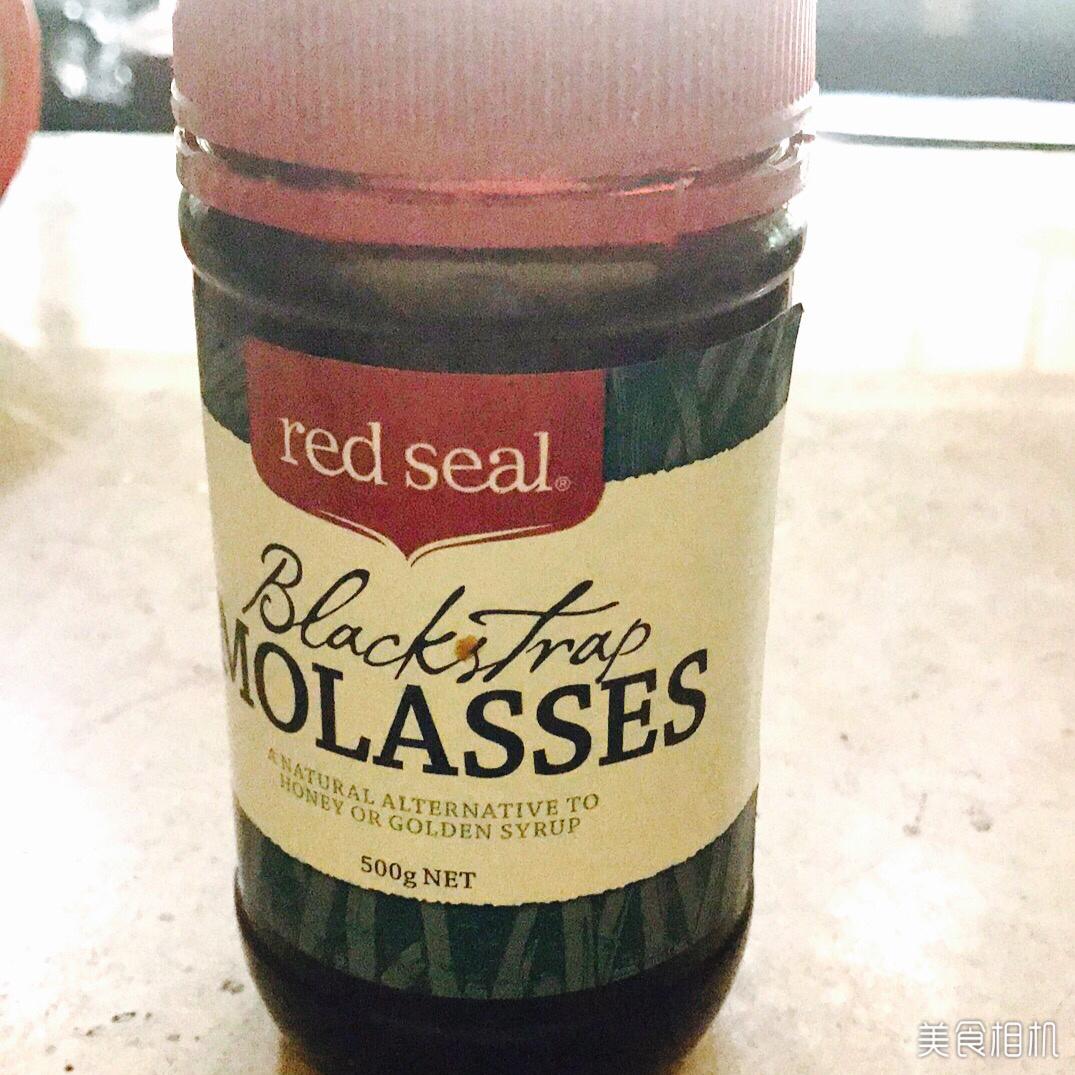 red seal®
Blackstrap
MOLASSES
A NATURAL ALTERNATIVE TO
HONEY OR GOLDEN SYRUP
500g NET
美食相机